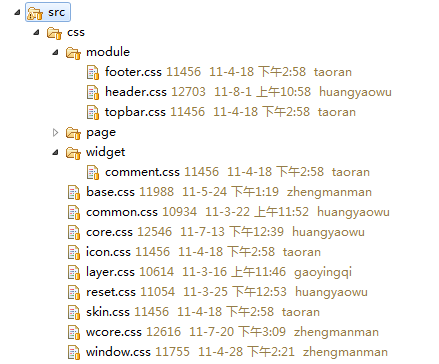 src
css
module
footer.css 11456 11-4-18 下午2:58 taoran
header.css 12703 11-8-1 上午10:58 huangyaowu
topbar.css 11456 11-4-18 下午2:58 taoran
page
widget
comment.css 11456 11-4-18 下午2:58 taoran
base.css 11988 11-5-24 下午1:19 zhengmanman
common.css 10934 11-3-22 上午11:52 huangyaowu
core.css 12546 11-7-13 下午12:39 huangyaowu
icon.css 11456 11-4-18 下午2:58 taoran
layer.css 10614 11-3-16 上午11:46 gaoyingqi
reset.css 11054 11-3-25 下午12:53 huangyaowu
skin.css 11456 11-4-18 下午2:58 taoran
wcore.css 12616 11-7-20 下午3:09 zhengmanman
window.css 11755 11-4-28 下午2:21 zhengmanman